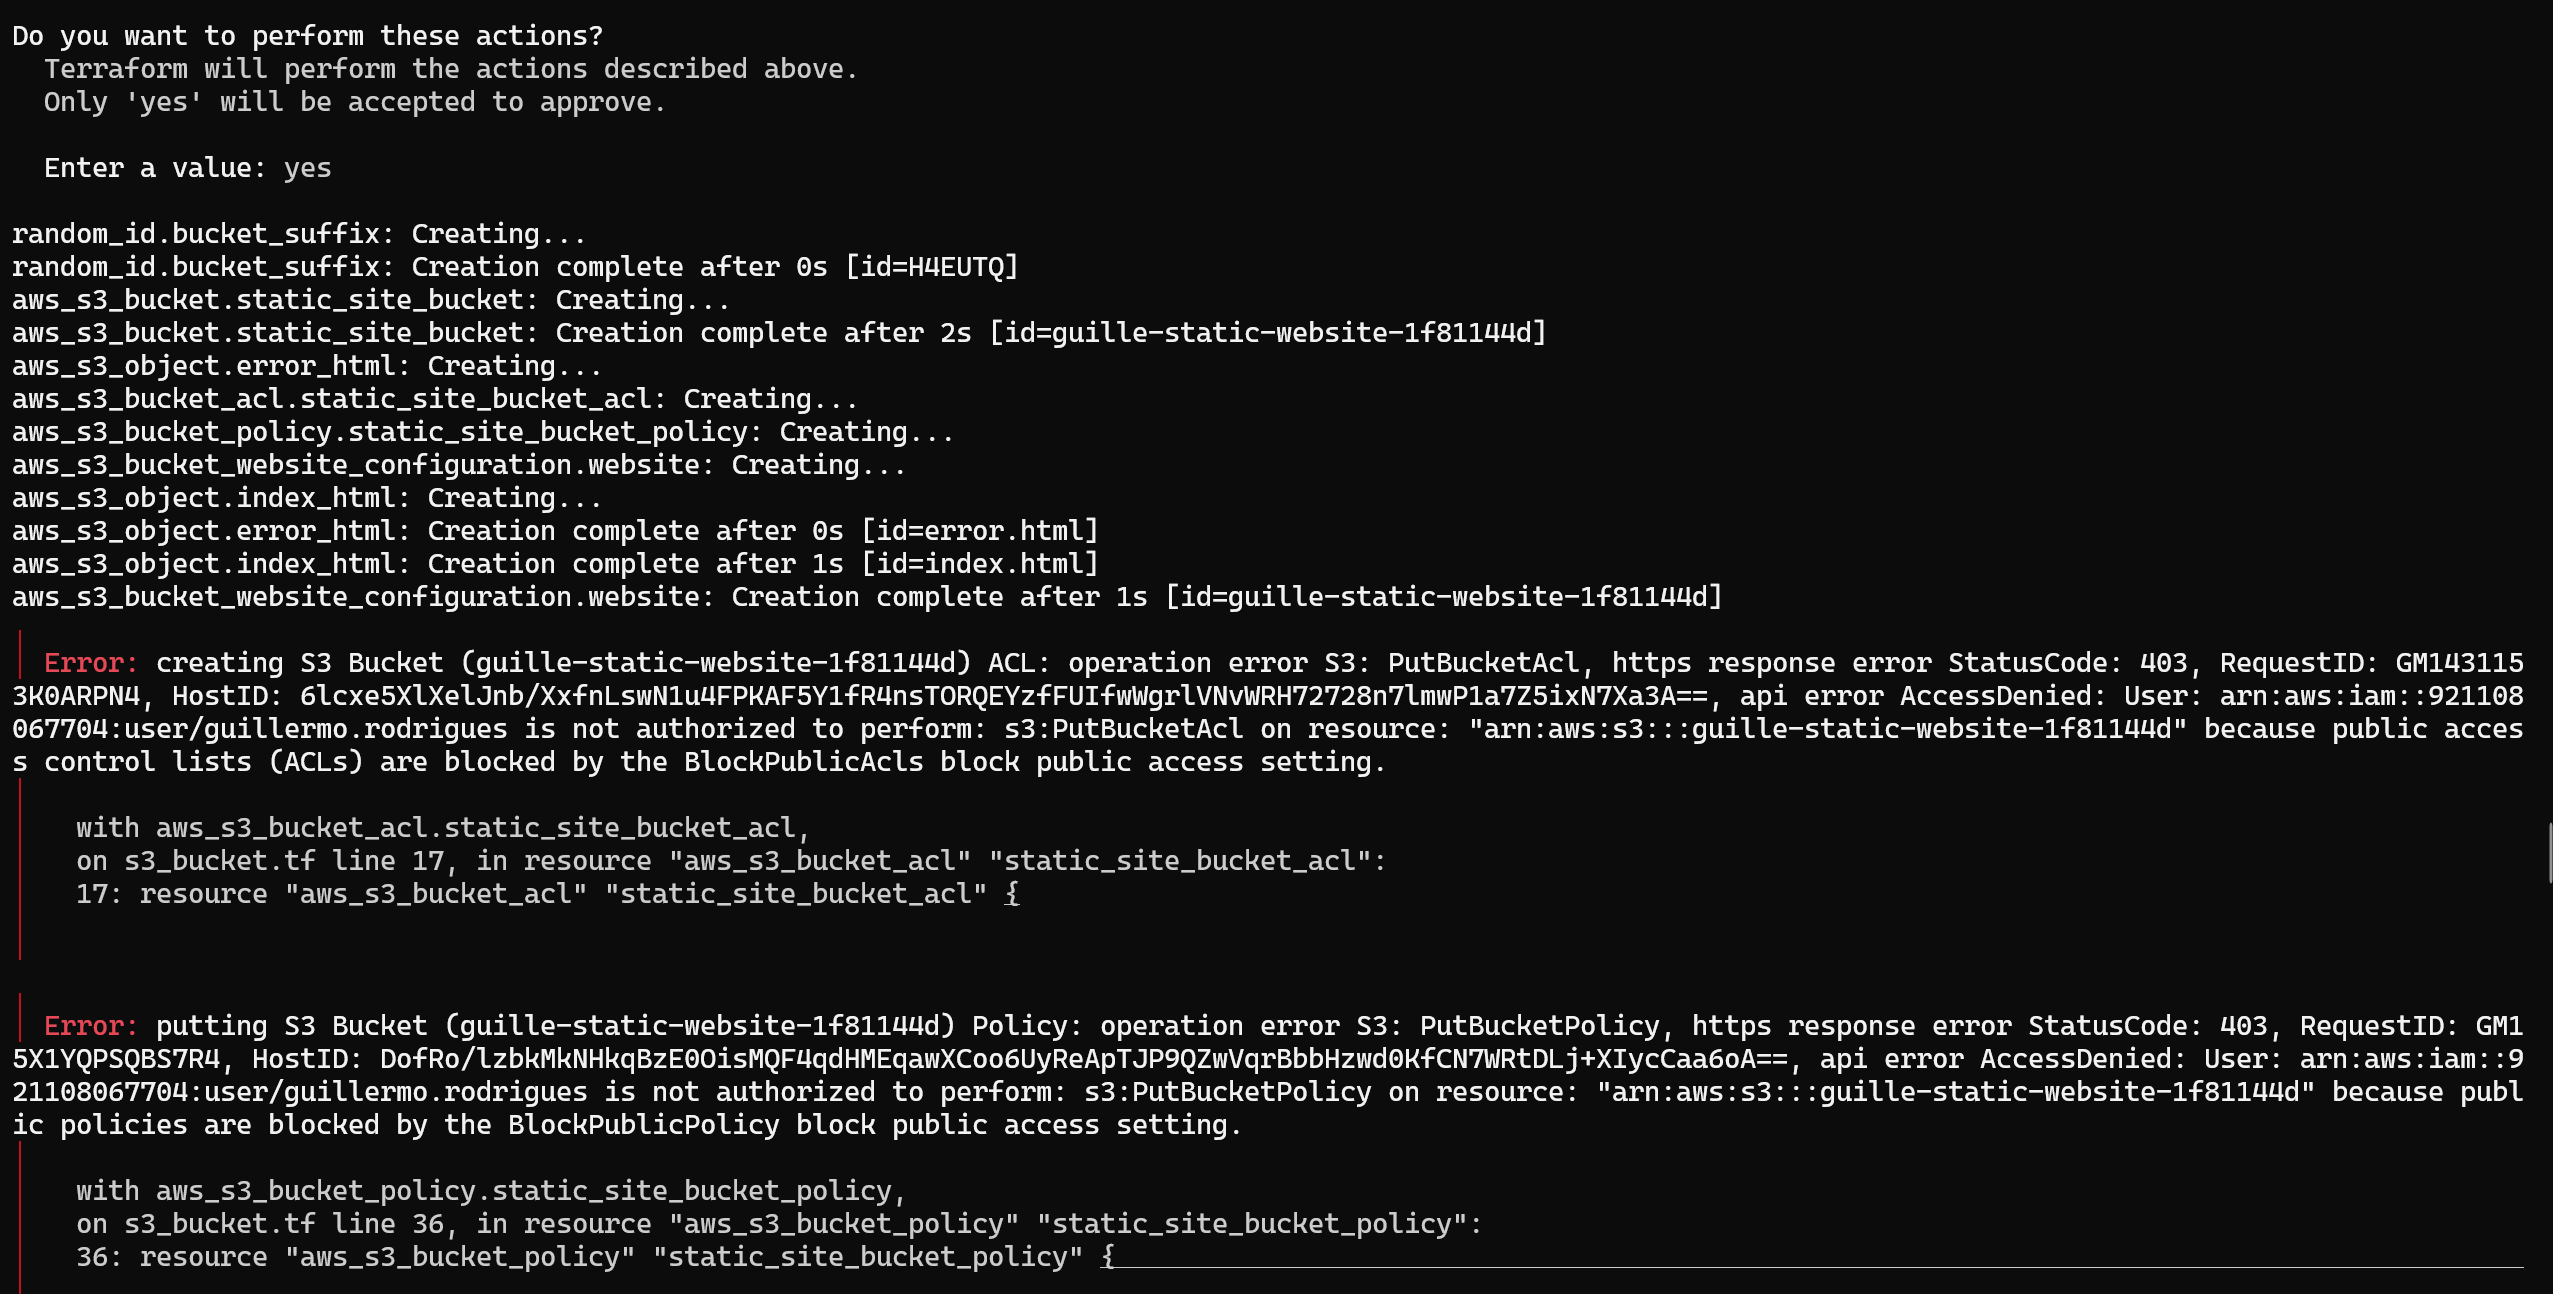 Do you want to perform these actions?
  Terraform will perform the actions described above.
  Only 'yes' will be accepted to approve.

  Enter a value: yes

random_id.bucket_suffix: Creating...
random_id.bucket_suffix: Creation complete after 0s [id=H4EUTQ]
aws_s3_bucket.static_site_bucket: Creating...
aws_s3_bucket.static_site_bucket: Creation complete after 2s [id=guille-static-website-1f81144d]
aws_s3_object.error_html: Creating...
aws_s3_bucket_acl.static_site_bucket_acl: Creating...
aws_s3_bucket_policy.static_site_bucket_policy: Creating...
aws_s3_bucket_website_configuration.website: Creating...
aws_s3_object.index_html: Creating...
aws_s3_object.error_html: Creation complete after 0s [id=error.html]
aws_s3_object.index_html: Creation complete after 1s [id=index.html]
aws_s3_bucket_website_configuration.website: Creation complete after 1s [id=guille-static-website-1f81144d]

Error: creating S3 Bucket (guille-static-website-1f81144d) ACL: operation error S3: PutBucketAcl, https response error StatusCode: 403, RequestID: GM143115
3K0ARPN4, HostID: 6lcxe5XlXelJnb/XxfnLswN1u4FPKAF5Y1fR4nsTORQEYzfFUIfwWgrlVNvWRH72728n7lmwP1a7Z5ixN7Xa3A==, api error AccessDenied: User: arn:aws:iam::921108
067704:user/guillermo.rodrigues is not authorized to perform: s3:PutBucketAcl on resource: "arn:aws:s3:::guille-static-website-1f81144d" because public acces
s control lists (ACLs) are blocked by the BlockPublicAcls block public access setting.

    with aws_s3_bucket_acl.static_site_bucket_acl,
    on s3_bucket.tf line 17, in resource "aws_s3_bucket_acl" "static_site_bucket_acl":
    17: resource "aws_s3_bucket_acl" "static_site_bucket_acl" {

Error: putting S3 Bucket (guille-static-website-1f81144d) Policy: operation error S3: PutBucketPolicy, https response error StatusCode: 403, RequestID: GM1
5X1YQPSQBS7R4, HostID: DofRo/lzbkMkNHkqBzE0OisMQF4qdHMEqawXCoo6UyReApTJP9QZwVqrBbbHzwd0KfCN7WRtDLj+XIycCaa6oA==, api error AccessDenied: User: arn:aws:iam::9
21108067704:user/guillermo.rodrigues is not authorized to perform: s3:PutBucketPolicy on resource: "arn:aws:s3:::guille-static-website-1f81144d" because publ
ic policies are blocked by the BlockPublicPolicy block public access setting.

    with aws_s3_bucket_policy.static_site_bucket_policy,
    on s3_bucket.tf line 36, in resource "aws_s3_bucket_policy" "static_site_bucket_policy":
    36: resource "aws_s3_bucket_policy" "static_site_bucket_policy" {